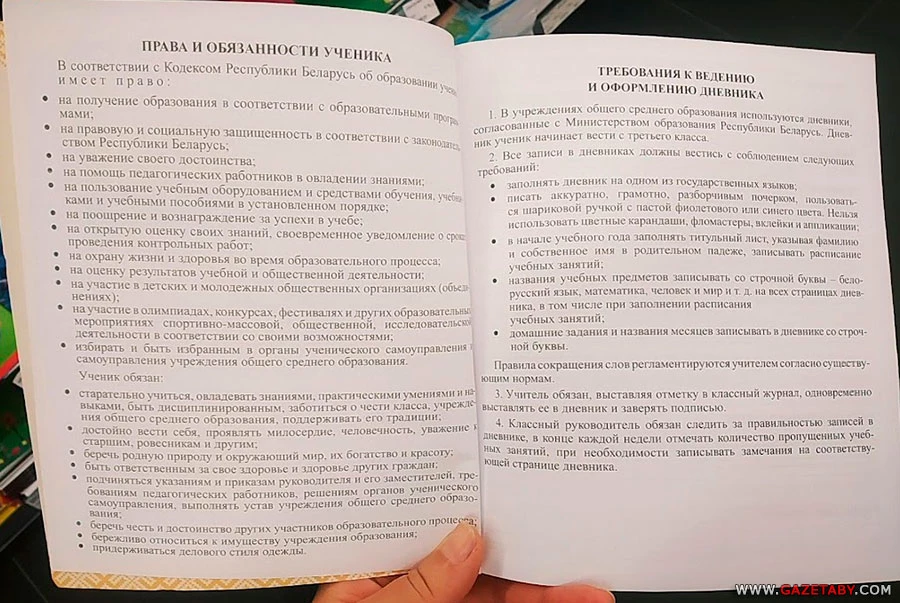 ПРАВА И ОБЯЗАННОСТИ УЧЕНИКА
В соответствии с Кодексом Республики Беларусь об образовании
имеет право:
• на получение образования в соответствии с образовательными програм-
мами;
• на правовую и социальную защищенность в соответствии с законодатель-
ством Республики Беларусь;
• на уважение своего достоинства;
• на помощь педагогических работников в овладении знаниями;
• на пользование учебным оборудованием и средствами обучения,
ками и учебными пособиями в установленном порядке;
• на поощрение и вознаграждение за успехи в учебе;
• на открытую оценку своих знаний, своевременное уведомление о
проведения контрольных работ;
• на охрану жизни и здоровья во время образовательного процесса;
• на оценку результатов учебной и общественной деятельности;
• на участие в детских и молодежных общественных организациях (объеди-
нениях);
• на участие в олимпиадах, конкурсах, фестивалях и других образовательных
мероприятиях спортивно-массовой, общественной, исследовательской
деятельности в соответствии со своими возможностями;
• избирать и быть избранным в органы ученического самоуправления и
самоуправления учреждения общего среднего образования.
Ученик обязан:
• старательно учиться, овладевать знаниями, практическими умениями и на-
выками, быть дисциплинированным, заботиться о чести класса, учрежде-
ния общего среднего образования, поддерживать его традиции;
• достойно вести себя, проявлять милосердие, человечность, уважение к
старшим, ровесникам и другим;
• беречь родную природу и окружающий мир, их богатство и красоту;
• быть ответственным за свое здоровье и здоровье других граждан;
• подчиняться указаниям и приказам руководителя и его заместителей, тре-
бованиям педагогических работников, решениям органов ученического
самоуправления, выполнять устав учреждения общего среднего образо-
вания;
• беречь честь и достоинство других участников образовательного процесса;
• бережливо относиться к имуществу учреждения образования;
• придерживаться делового стиля одежды.
ТРЕБОВАНИЯ К ВЕДЕНИЮ
И ОФОРМЛЕНИЮ ДНЕВНИКА
1. В учреждениях общего среднего образования используются дневники,
согласованные с Министерством образования Республики Беларусь. Днев-
ник ученик начинает вести с третьего класса.
2. Все записи в дневниках должны вестись с соблюдением следующих
требований:
• заполнять дневник на одном из государственных языков;
• писать аккуратно, грамотно, разборчивым почерком, пользовать-
ся шариковой ручкой с пастой фиолетового или синего цвета. Нельзя
использовать цветные карандаши, фломастеры, вклейки и аппликации;
• в начале учебного года заполнять титульный лист, указывая фамилию
и собственное имя в родительном падеже, записывать расписание
учебных занятий;
• названия учебных предметов записывать со строчной буквы – бело-
русский язык, математика, человек и мир и т. д. на всех страницах днев-
ника, в том числе при заполнении расписания
учебных занятий;
• домашние задания и названия месяцев записывать в дневнике со строч-
ной буквы.
Правила сокращения слов регламентируются учителем согласно существу-
ющим нормам.
3. Учитель обязан, выставляя отметку в классный журнал, одновременно
выставлять ее в дневник и заверять подписью.
4. Классный руководитель обязан следить за правильностью записей в
дневнике, в конце каждой недели отмечать количество пропущенных учеб-
ных занятий, при необходимости записывать замечания на соответству-
ющей странице дневника.
WWW.GAZETABY.COM